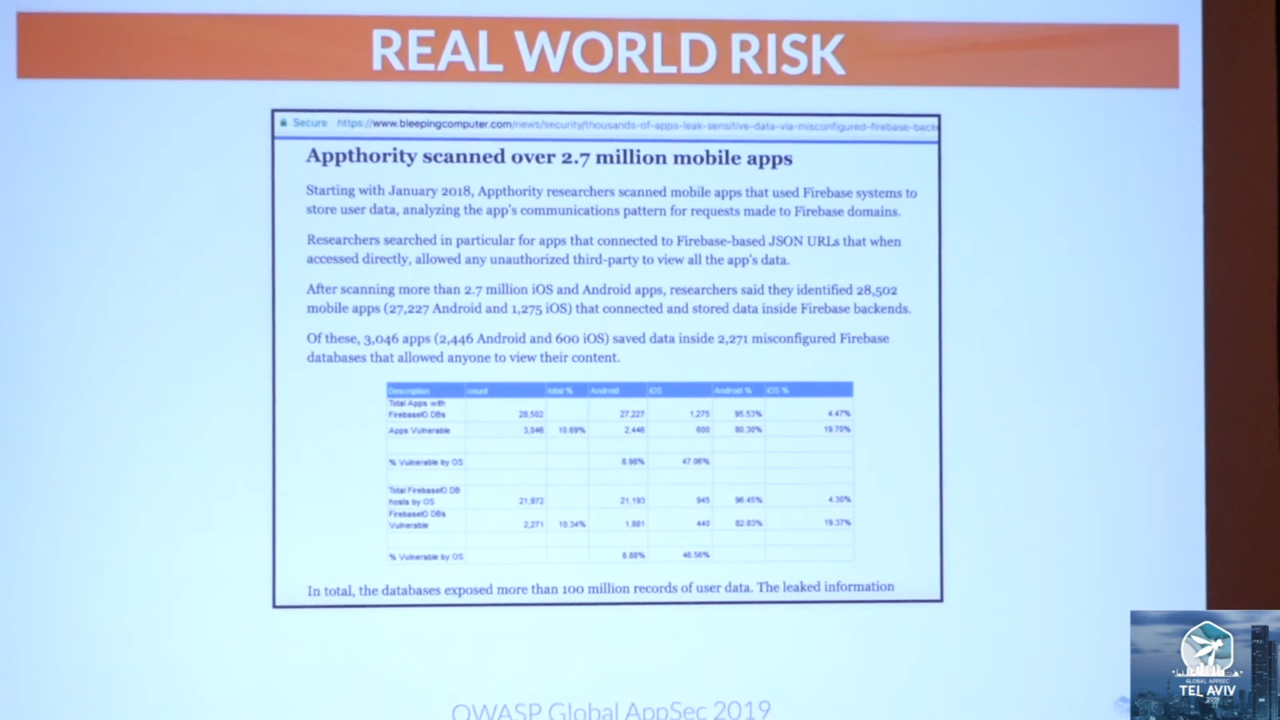 REAL WORLD RISK
Secure https://www.bleepingcomputer.com/news/security/thousands-of-apps-leak-sensitive-data-via-misconfigured-firebase-back
Appthority scanned over 2.7 million mobile apps
Starting with January 2018, Appthority researchers scanned mobile apps that used Firebase systems to
store user data, analyzing the app's communications pattern for requests made to Firebase domains.
Researchers searched in particular for apps that connected to Firebase-based JSON URLs that when
accessed directly, allowed any unauthorized third-party to view all the app's data.
After scanning more than 2.7 million iOS and Android apps, researchers said they identified 28,502
mobile apps (27,227 Android and 1,275 iOS) that connected and stored data inside Firebase backends.
Of these, 3,046 apps (2,446 Android and 600 iOS) saved data inside 2,271 misconfigured Firebase
databases that allowed anyone to view their content.
Description count total % Android iOS Android % iOS %
Total Apps with
FirebaseIO DBs 28,502 27,227 1,275 95.53% 4.47%
Apps Vulnerable 3,046 10.69% 2,446 600 80.30% 19.70%
% Vulnerable by OS 8.98% 47.06%
Total FirebaseIO DB
hosts by OS 21,972 21,193 945 96.45% 4.30%
FirebaseIO DBs
Vulnerable 2,271 10.34% 1,881 440 82.83% 19.37%
% Vulnerable by OS 8.88% 46.56%
In total, the databases exposed more than 100 million records of user data. The leaked information
OWASP Global AppSec 2019
GLOBAL APPSEC
TEL AVIV
2019